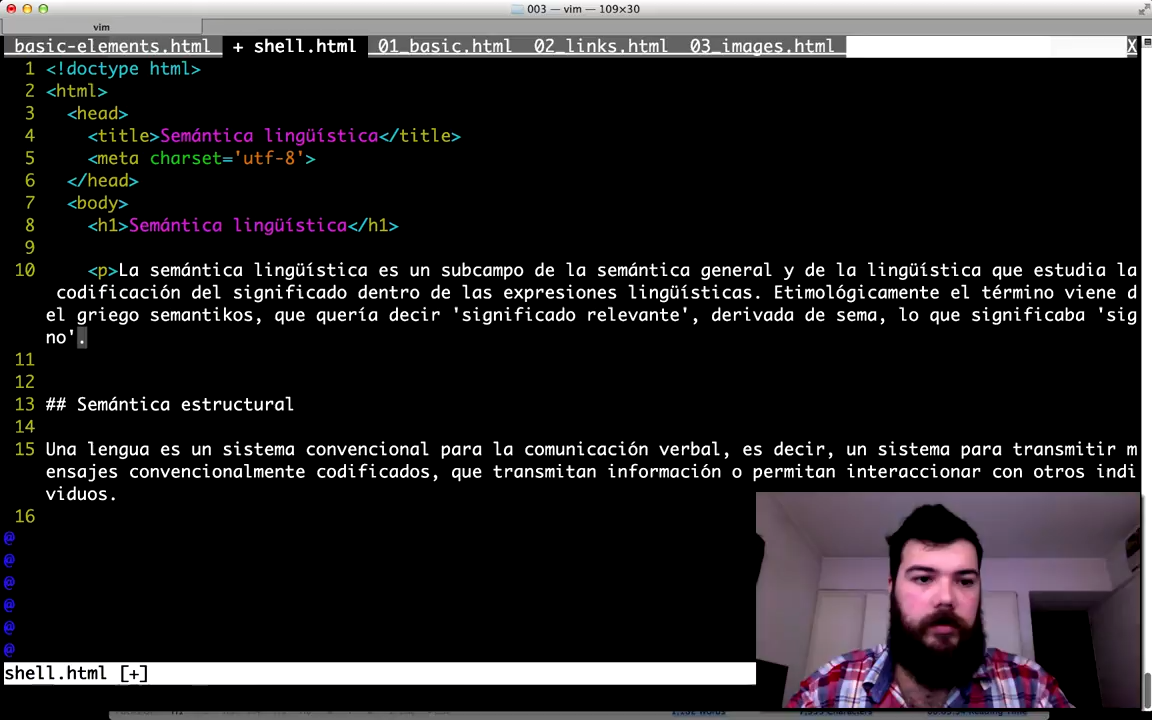 003 — vim — 109×30
vim
basic-elements.html + shell.html 01_basic.html 02_links.html 03_images.html X
1 <!doctype html>
2 <html>
3 <head>
4 <title>Semántica lingüística</title>
5 <meta charset='utf-8'>
6 </head>
7 <body>
8 <h1>Semántica lingüística</h1>
9
10 <p>La semántica lingüística es un subcampo de la semántica general y de la lingüística que estudia la
codificación del significado dentro de las expresiones lingüísticas. Etimológicamente el término viene d
el griego semantikos, que quería decir 'significado relevante', derivada de sema, lo que significaba 'sig
no'.
11
12
13 ## Semántica estructural
14
15 Una lengua es un sistema convencional para la comunicación verbal, es decir, un sistema para transmitir m
ensajes convencionalmente codificados, que transmitan información o permitan interaccionar con otros indi
viduos.
16
@
@
@
@
@
@
shell.html [+]